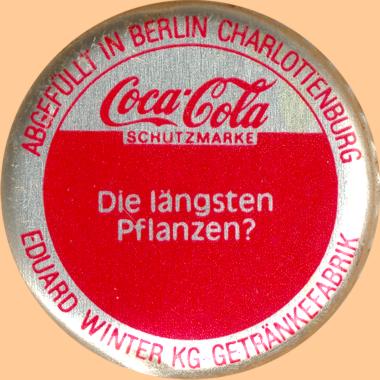 ABGEFÜLLT IN BERLIN CHARLOTTENBURG
Coca-Cola
SCHUTZMARKE
Die längsten
Pflanzen?
EDUARD WINTER KG GETRÄNKEFABRIK